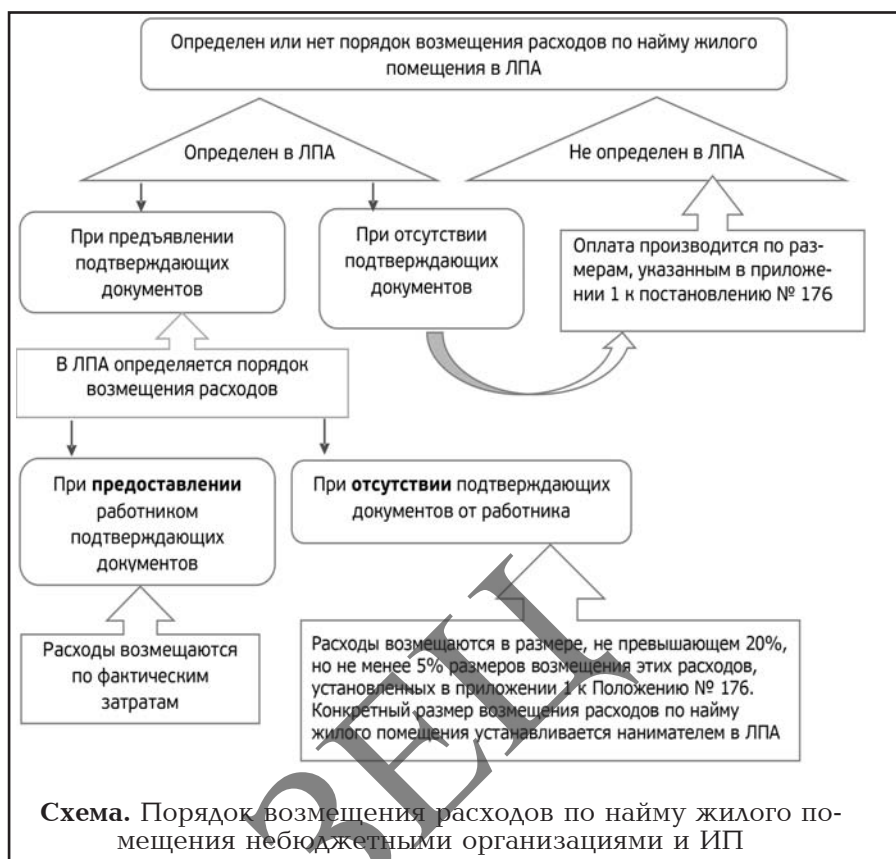 Определен или нет порядок возмещения расходов по найму жилого
помещения в ЛПА
Определен в ЛПА
Не определен в ЛПА
При предъявлении
подтверждающих
документов
При отсутствии
подтверждающих
документов
Оплата производится по раз-
мерам, указанным в приложе-
нии 1 к постановлению № 176
В ЛПА определяется порядок
возмещения расходов
При предоставлении
работником
подтверждающих
документов
При отсутствии подтверждающих
документов от работника
Расходы возмещаются
по фактическим
затратам
Расходы возмещаются в размере, не превышающем 20%,
но не менее 5% размеров возмещения этих расходов,
установленных в приложении 1 к Положению № 176.
Конкретный размер возмещения расходов по найму
жилого помещения устанавливается нанимателем в ЛПА
Схема. Порядок возмещения расходов по найму жилого по-
мещения небюджетными организациями и ИП